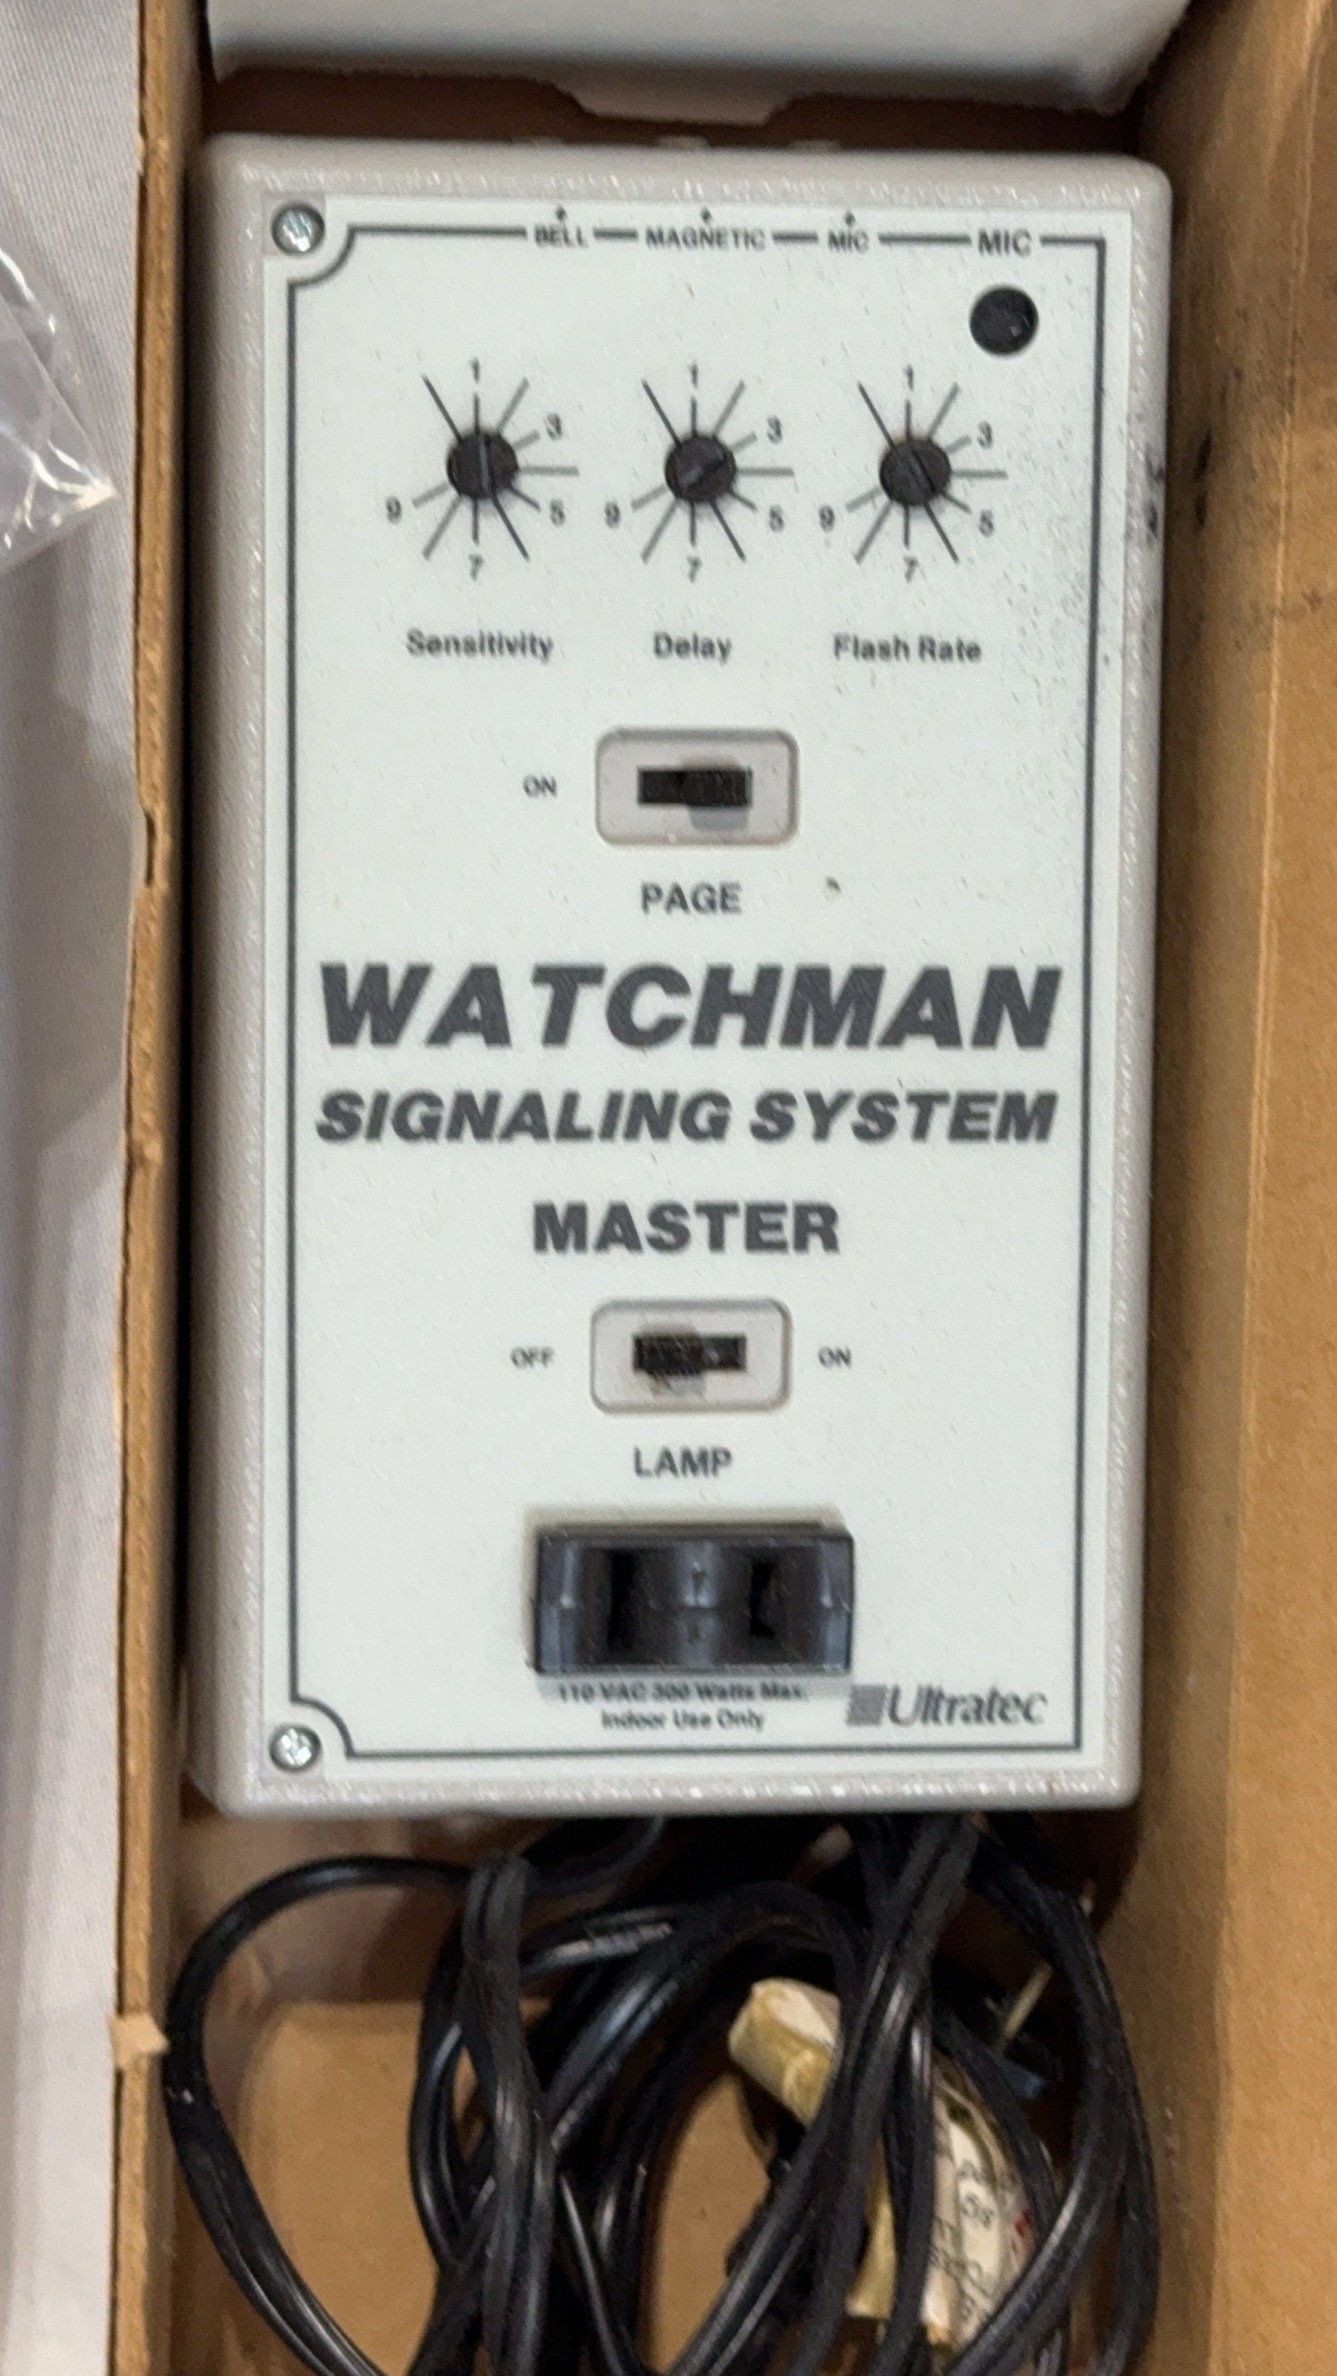 BELL MAGNETIC MIC MIC
1 1 1
3 3 3
9 5 9 5 9 5
7 7 7
Sensitivity Delay Flash Rate
ON
PAGE
WATCHMAN
SIGNALING SYSTEM
MASTER
OFF ON
LAMP
110 VAC 300 Watts Max.
Indoor Use Only
Ultratec